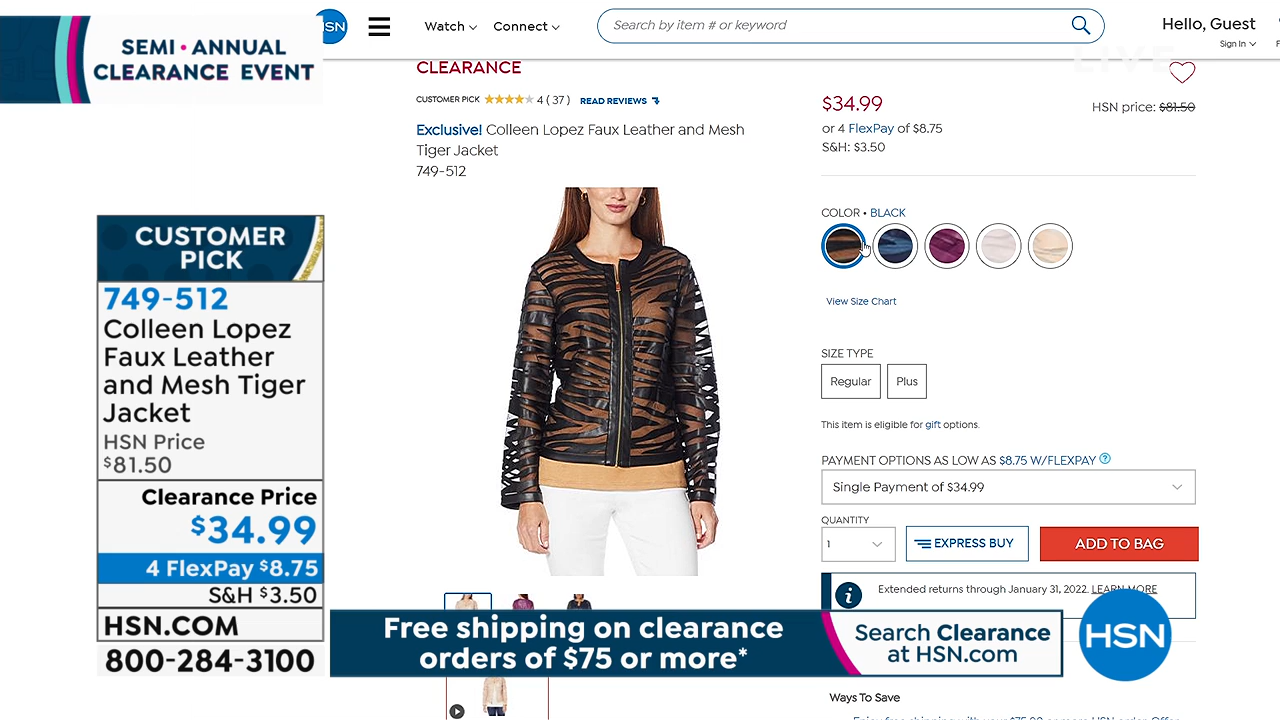 SEMI • ANNUAL
CLEARANCE EVENT
HSN
Watch
Connect
Search by item # or keyword
Hello, Guest
Sign In
LIVE
CLEARANCE
CUSTOMER PICK 4 ( 37 ) READ REVIEWS
Exclusive! Colleen Lopez Faux Leather and Mesh
Tiger Jacket
749-512
$34.99
HSN price: $81.50
or 4 FlexPay of $8.75
S&H: $3.50
COLOR • BLACK
View Size Chart
SIZE TYPE
Regular
Plus
This item is eligible for gift options.
PAYMENT OPTIONS AS LOW AS $8.75 W/FLEXPAY ?
Single Payment of $34.99
QUANTITY
1
EXPRESS BUY
ADD TO BAG
i
Extended returns through January 31, 2022. LEARN MORE
Ways To Save
CUSTOMER
PICK
749-512
Colleen Lopez
Faux Leather
and Mesh Tiger
Jacket
HSN Price
$81.50
Clearance Price
$34.99
4 FlexPay $8.75
S&H $3.50
HSN.COM
800-284-3100
Free shipping on clearance
orders of $75 or more*
Search Clearance
at HSN.com
HSN